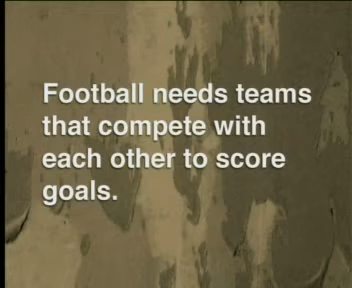 Football needs teams
that compete with
each other to score
goals.